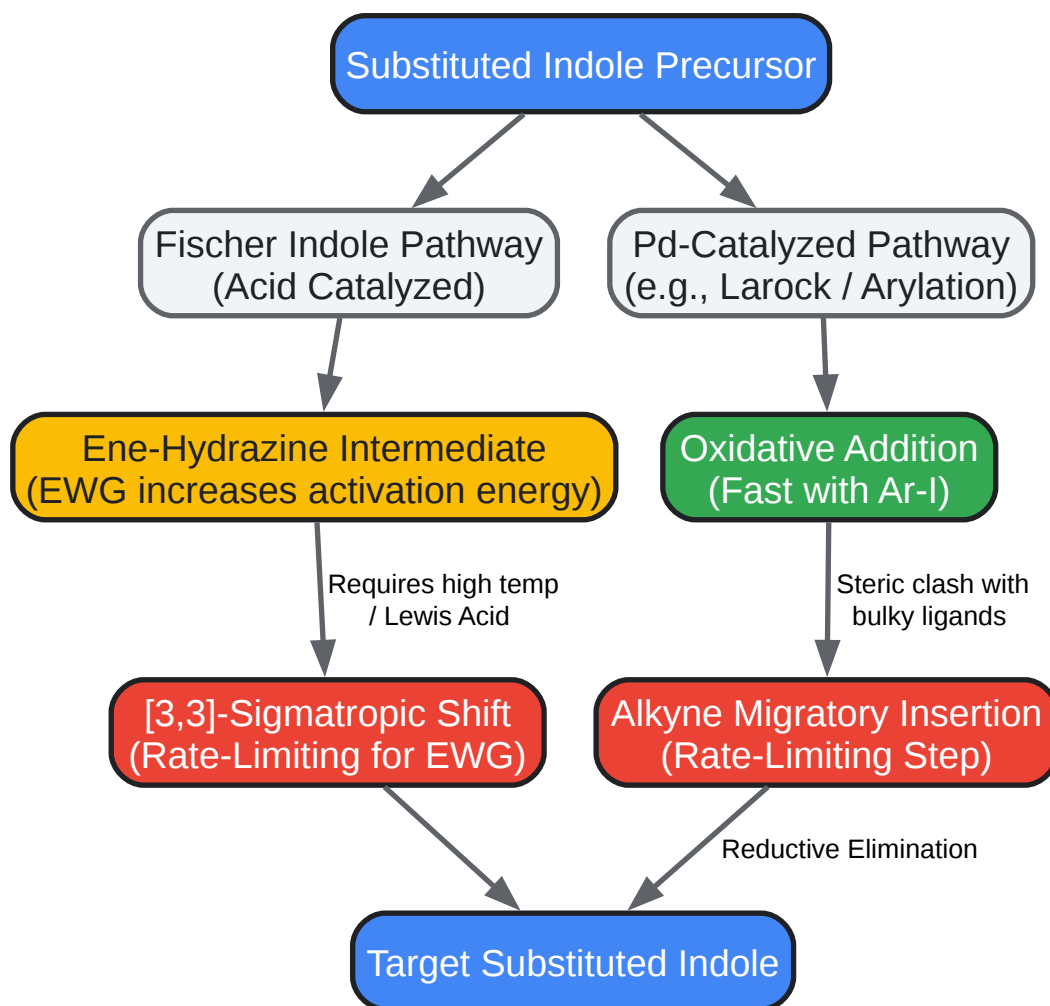 Substituted Indole Precursor
Fischer Indole Pathway
(Acid Catalyzed)
Pd-Catalyzed Pathway
(e.g., Larock / Arylation)
Ene-Hydrazine Intermediate
(EWG increases activation energy)
Oxidative Addition
(Fast with Ar-I)
Requires high temp
/ Lewis Acid
Steric clash with
bulky ligands
[3,3]-Sigmatropic Shift
(Rate-Limiting for EWG)
Alkyne Migratory Insertion
(Rate-Limiting Step)
Reductive Elimination
Target Substituted Indole